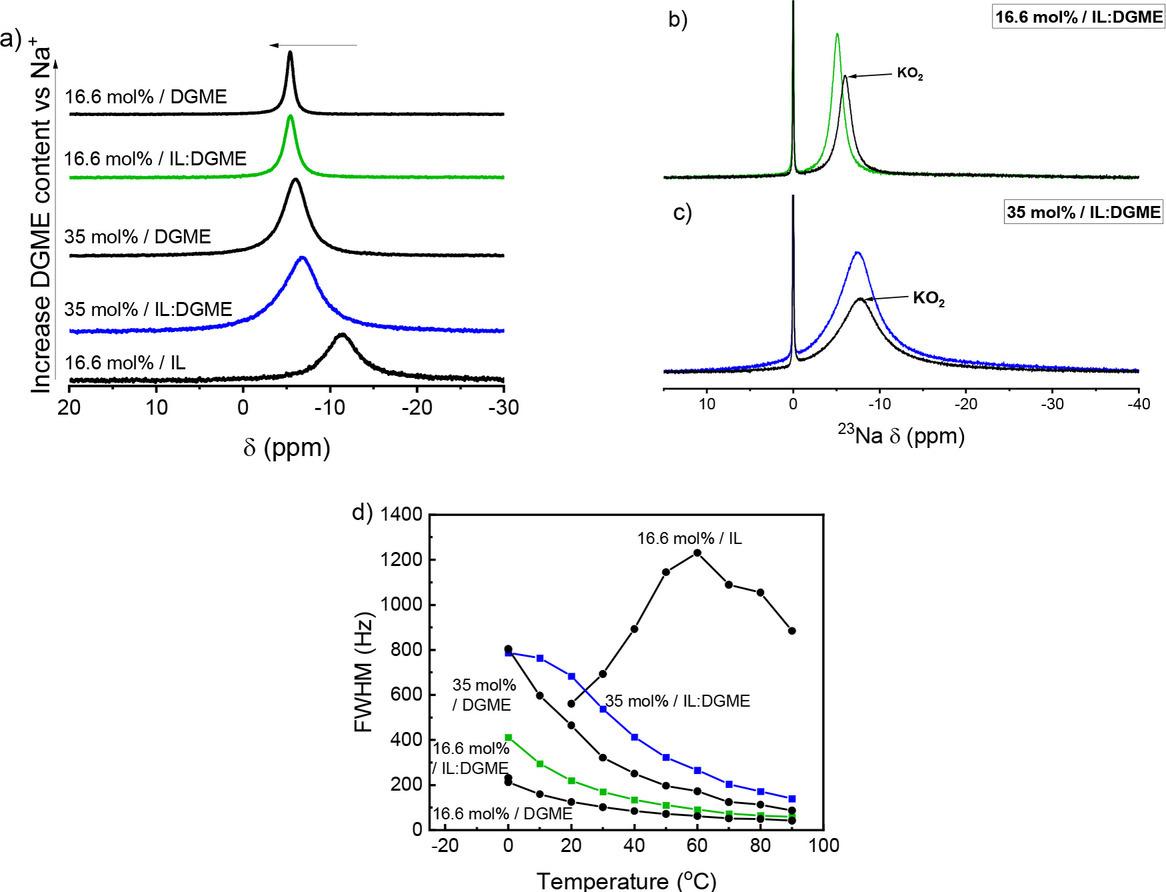 a)
Increase DGME content vs Na⁺
16.6 mol% / DGME
16.6 mol% / IL:DGME
35 mol% / DGME
35 mol% / IL:DGME
16.6 mol% / IL
20 10 0 -10 -20 -30
δ (ppm)
b)
16.6 mol% / IL:DGME
KO₂
c)
35 mol% / IL:DGME
KO₂
10 0 -10 -20 -30 -40
²³Na δ (ppm)
d)
1400
1200
1000
800
600
400
200
0
FWHM (Hz)
16.6 mol% / IL
35 mol%
/ DGME
35 mol% / IL:DGME
16.6 mol%
/ IL:DGME
16.6 mol% / DGME
-20 0 20 40 60 80 100
Temperature (°C)